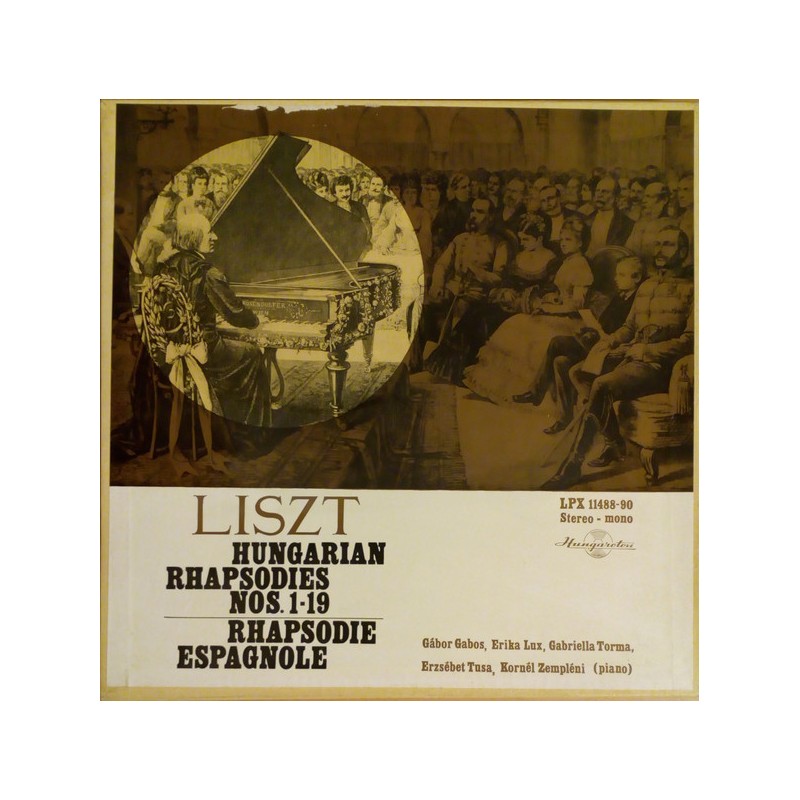 LISZT
HUNGARIAN
RHAPSODIES
NOS. 1-19
RHAPSODIE
ESPAGNOLE
LPX 11488-90
Stereo - mono
Hungaroton
Gábor Gabos, Erika Lux, Gabriella Torma,
Erzsébet Tusa, Kornél Zempléni (piano)